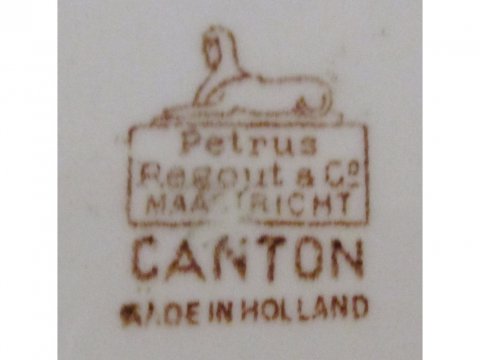 Petrus
Regout & Co
MAASTRICHT
CANTON
MADE IN HOLLAND